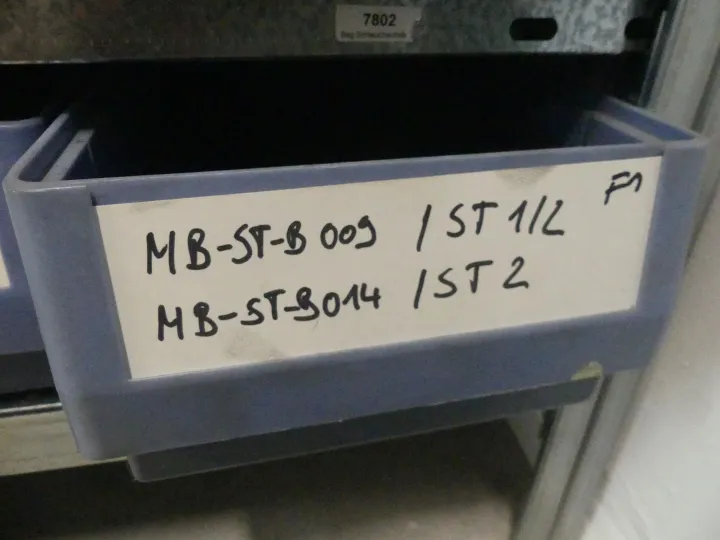 7802
F1
MB-ST-B 009 / ST 1/2
MB-ST-B014 / ST 2